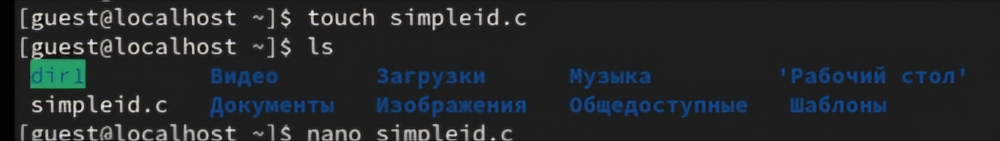 [guest@localhost ~]$ touch simpleid.c
[guest@localhost ~]$ ls
dir1 Видео Загрузки Музыка 'Рабочий стол'
simpleid.c Документы Изображения Общедоступные Шаблоны
[guest@localhost ~]$ nano simpleid.c